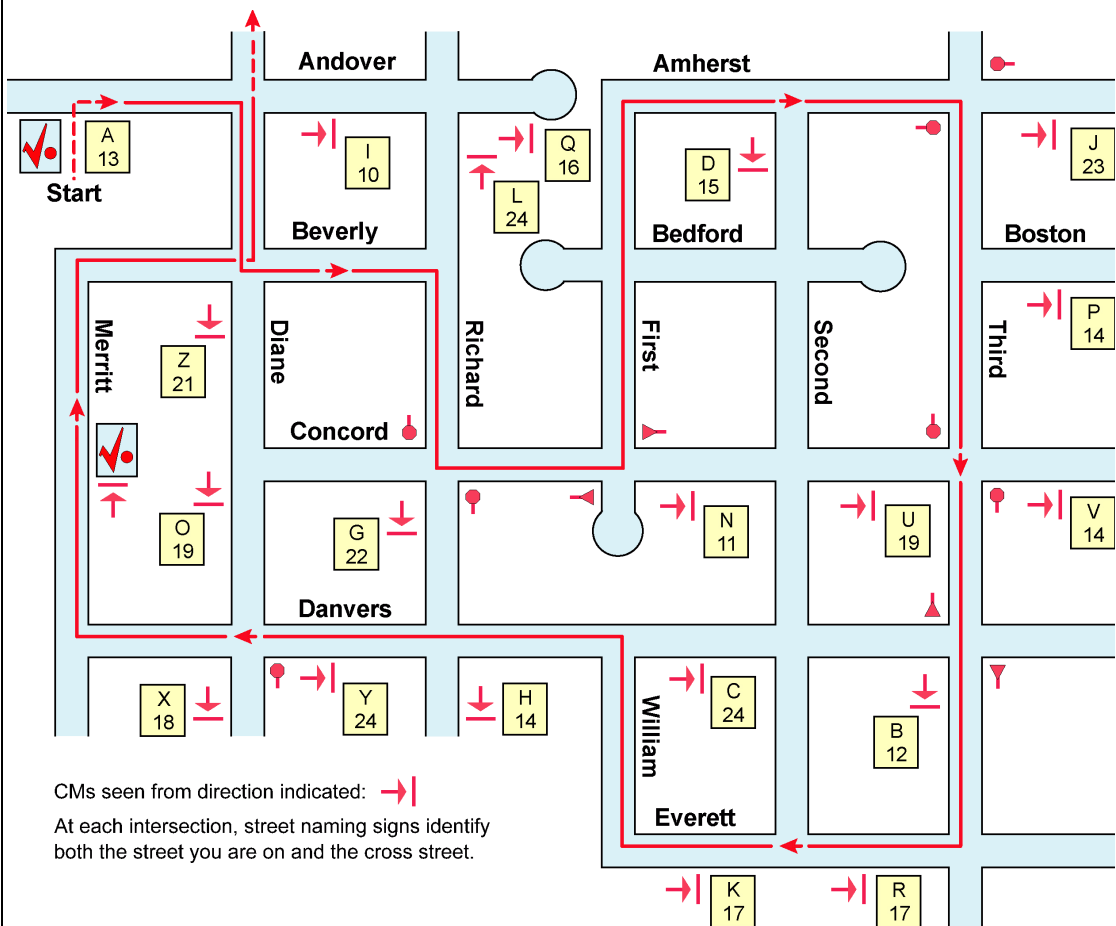 Andover
Amherst
A
13
I
10
Q
16
L
24
D
15
J
23
Start
Beverly
Bedford
Boston
Merritt
Diane
Richard
First
Second
Third
P
14
Z
21
Concord
O
19
G
22
N
11
U
19
V
14
Danvers
X
18
Y
24
H
14
C
24
B
12
William
CMs seen from direction indicated:
At each intersection, street naming signs identify
both the street you are on and the cross street.
Everett
K
17
R
17